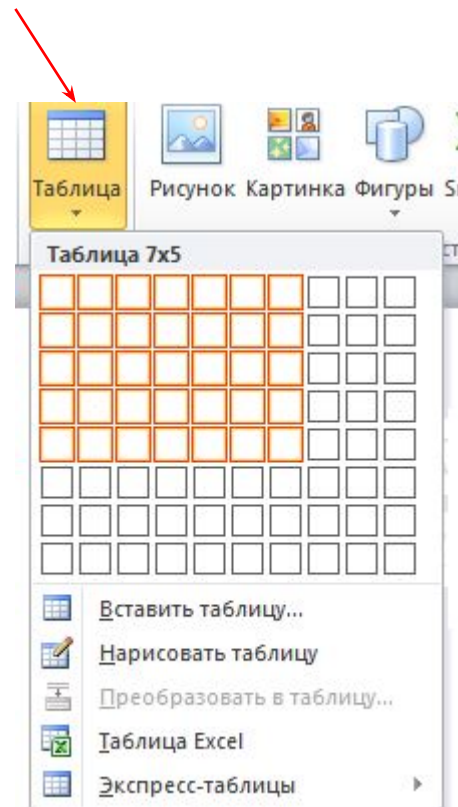 Таблица Рисунок Картинка Фигуры
Таблица 7x5
Вставить таблицу...
Нарисовать таблицу
Преобразовать в таблицу...
Таблица Excel
Экспресс-таблицы